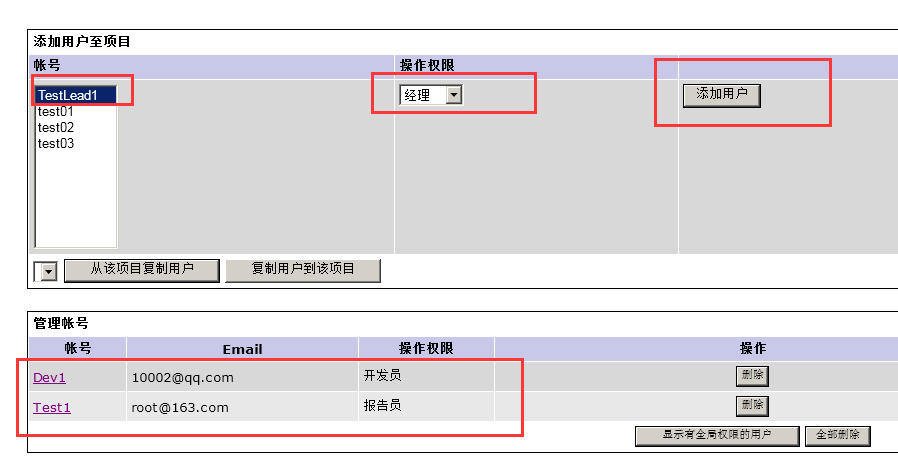 添加用户至项目
帐号 操作权限
TestLead1 经理 添加用户
test01
test02
test03
从该项目复制用户 复制用户到该项目
管理帐号
帐号 Email 操作权限 操作
Dev1 10002@qq.com 开发员 删除
Test1 root@163.com 报告员 删除
显示有全局权限的用户 全部删除